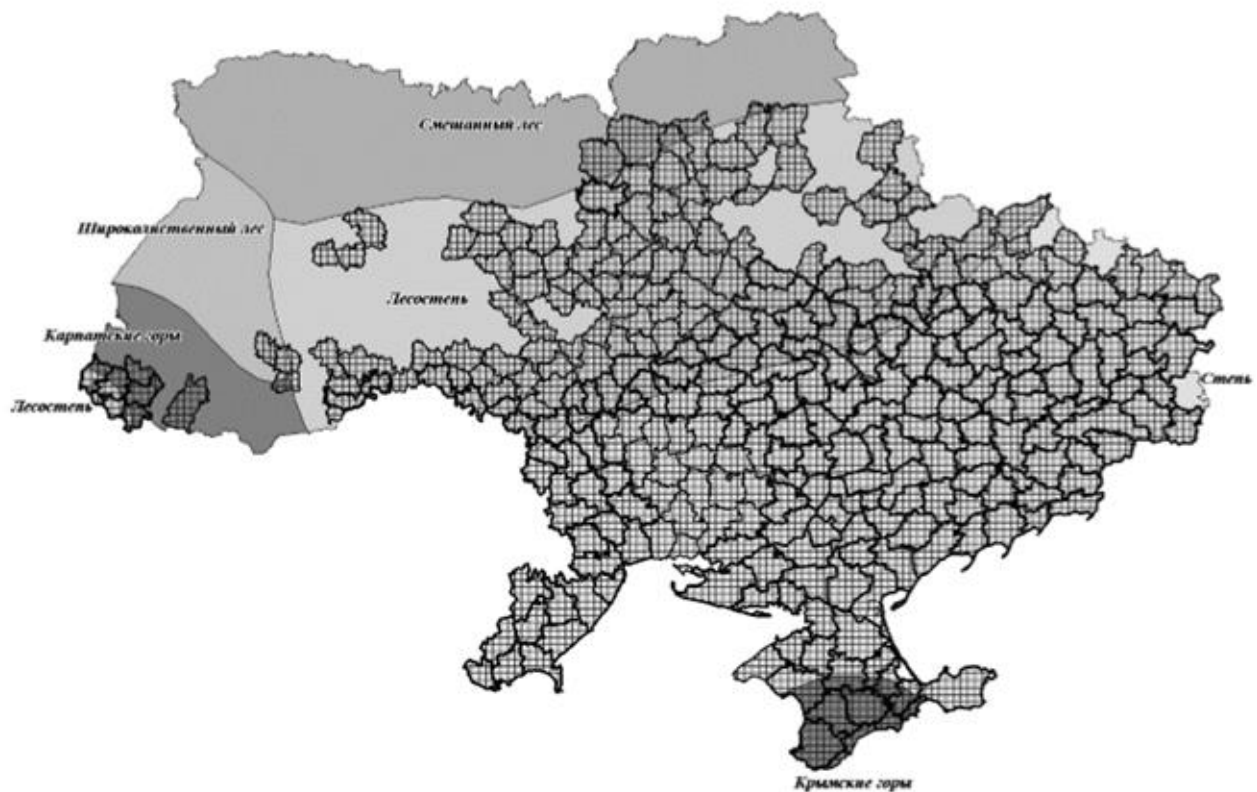 Смешанный лес
Широколиственный лес
Лесостепь
Карпатские горы
Степь
Лесостепь
Крымские горы